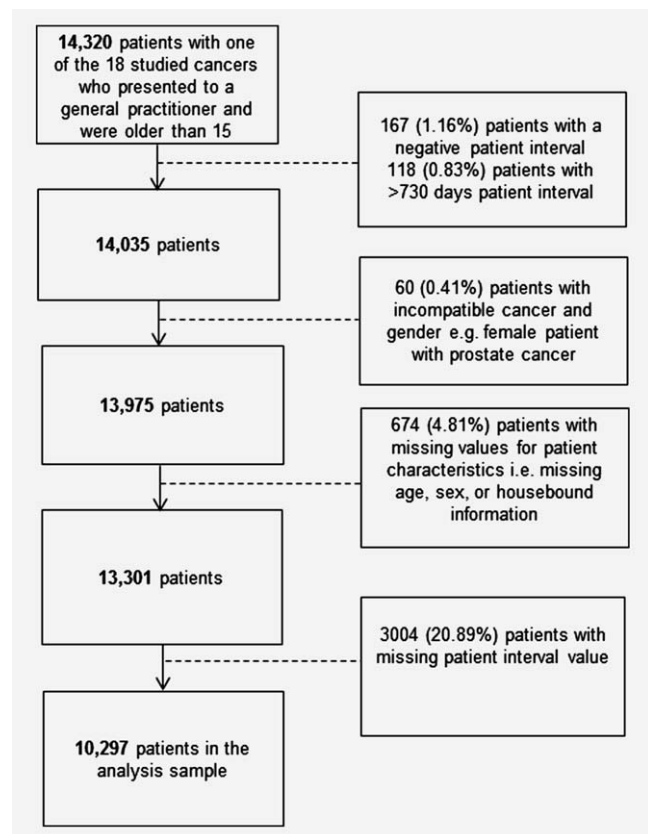 14,320 patients with one
of the 18 studied cancers
who presented to a
general practitioner and
were older than 15
167 (1.16%) patients with a
negative patient interval
118 (0.83%) patients with
>730 days patient interval
14,035 patients
60 (0.41%) patients with
incompatible cancer and
gender e.g. female patient
with prostate cancer
13,975 patients
674 (4.81%) patients with
missing values for patient
characteristics i.e. missing
age, sex, or housebound
information
13,301 patients
3004 (20.89%) patients with
missing patient interval value
10,297 patients in the
analysis sample